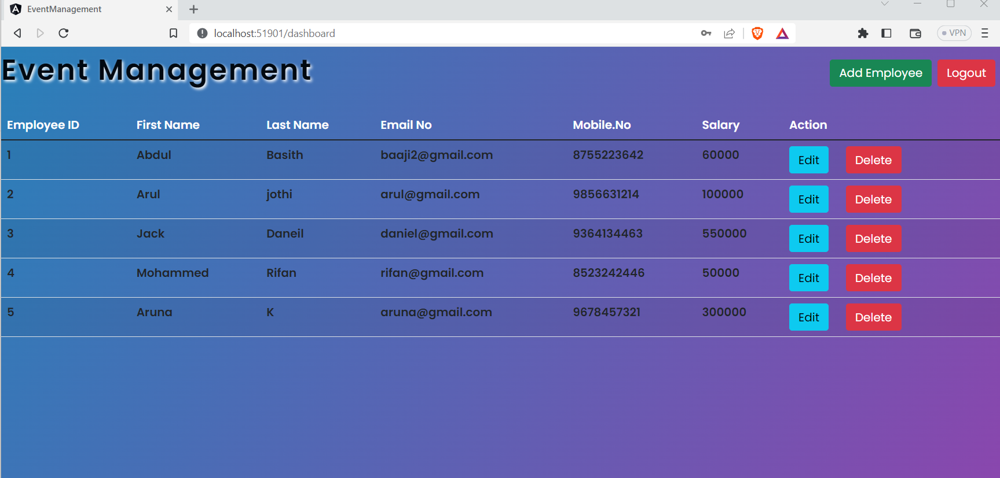 EventManagement
localhost:51901/dashboard
VPN
Event Management
Add Employee Logout
Employee ID First Name Last Name Email No Mobile.No Salary Action
1 Abdul Basith baaji2@gmail.com 8755223642 60000 Edit Delete
2 Arul jothi arul@gmail.com 9856631214 100000 Edit Delete
3 Jack Daneil daniel@gmail.com 9364134463 550000 Edit Delete
4 Mohammed Rifan rifan@gmail.com 8523242446 50000 Edit Delete
5 Aruna K aruna@gmail.com 9678457321 300000 Edit Delete